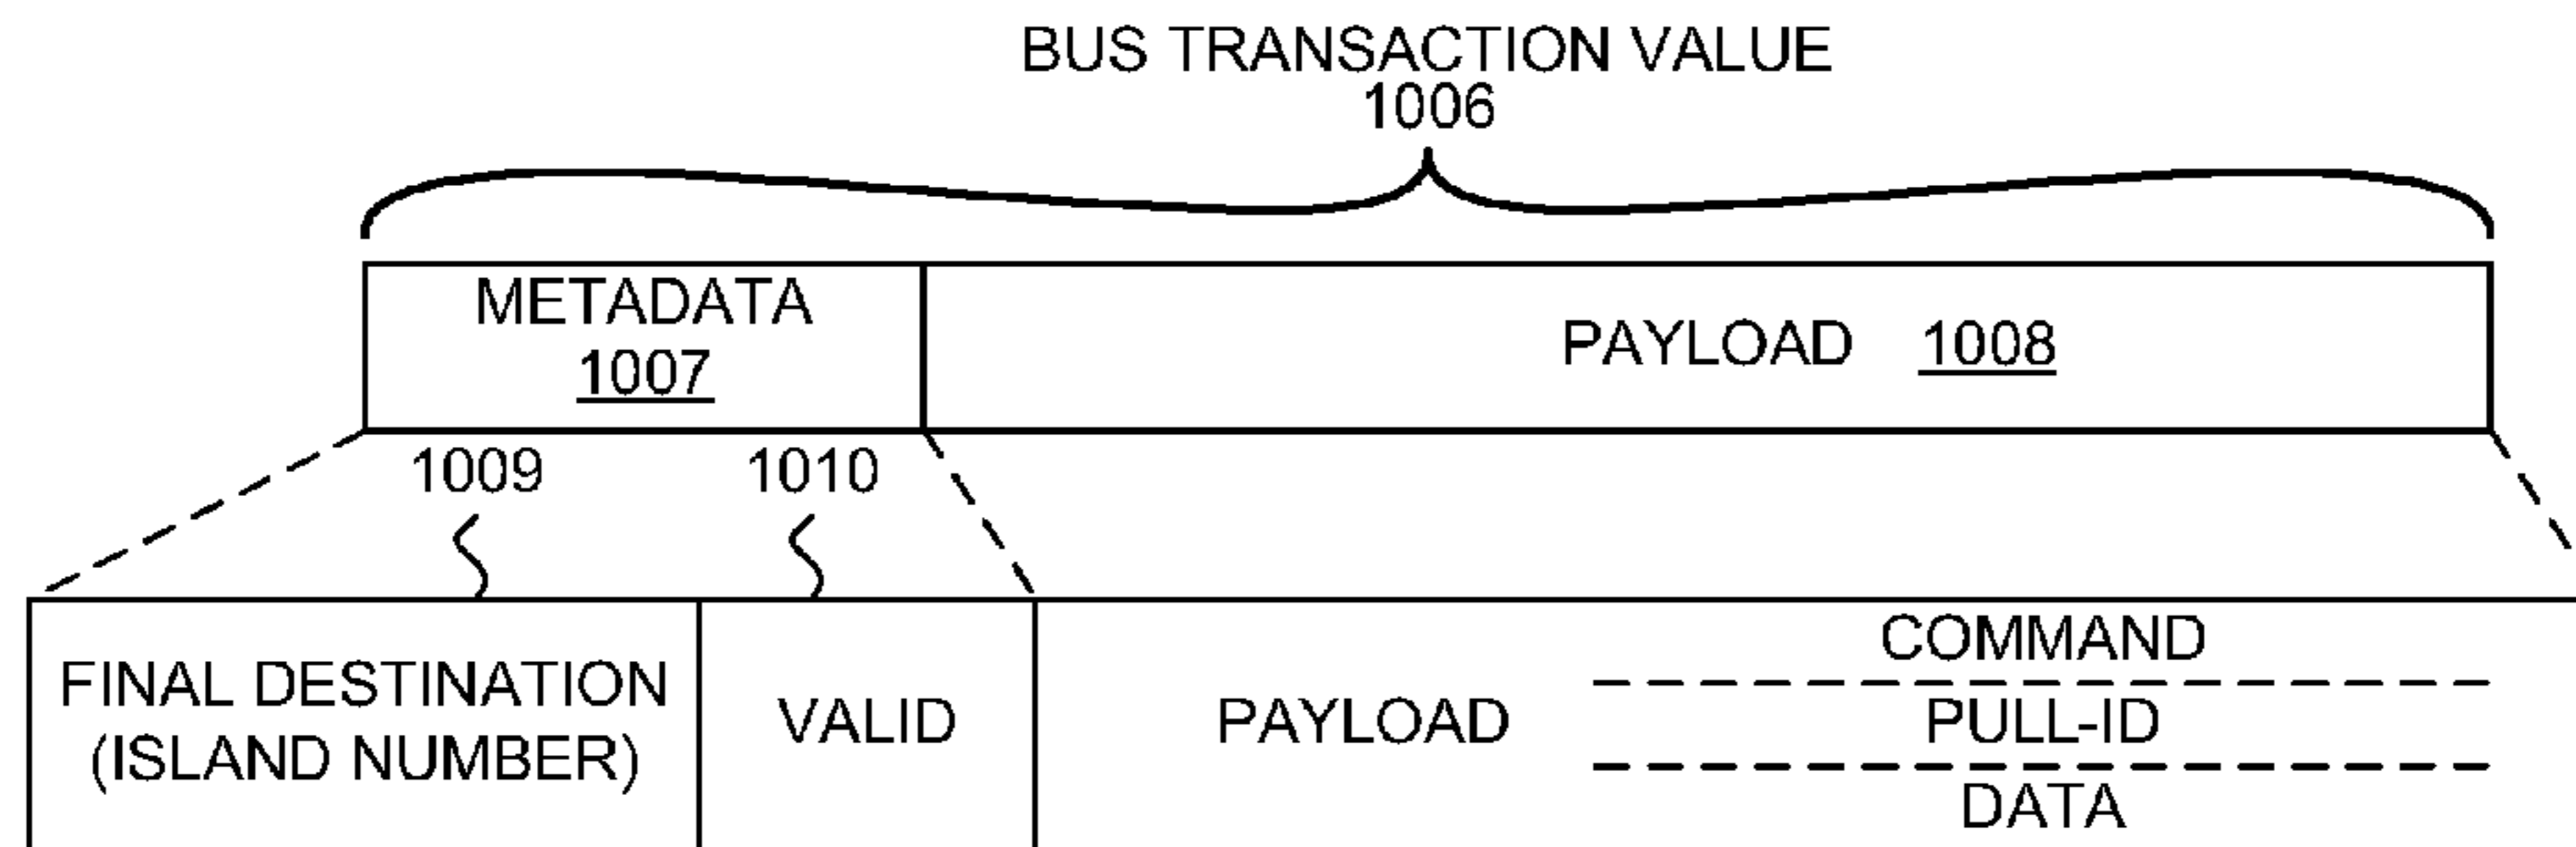 BUS TRANSACTION VALUE
1006
METADATA
1007
PAYLOAD 1008
1009
1010
FINAL DESTINATION
(ISLAND NUMBER)
VALID
PAYLOAD
COMMAND
PULL-ID
DATA